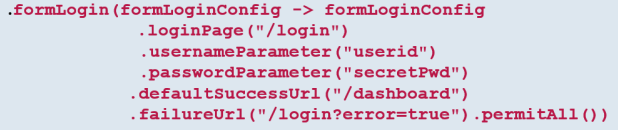 .formLogin(formLoginConfig -> formLoginConfig
.loginPage("/login")
.usernameParameter("userid")
.passwordParameter("secretPwd")
.defaultSuccessUrl("/dashboard")
.failureUrl("/login?error=true").permitAll())